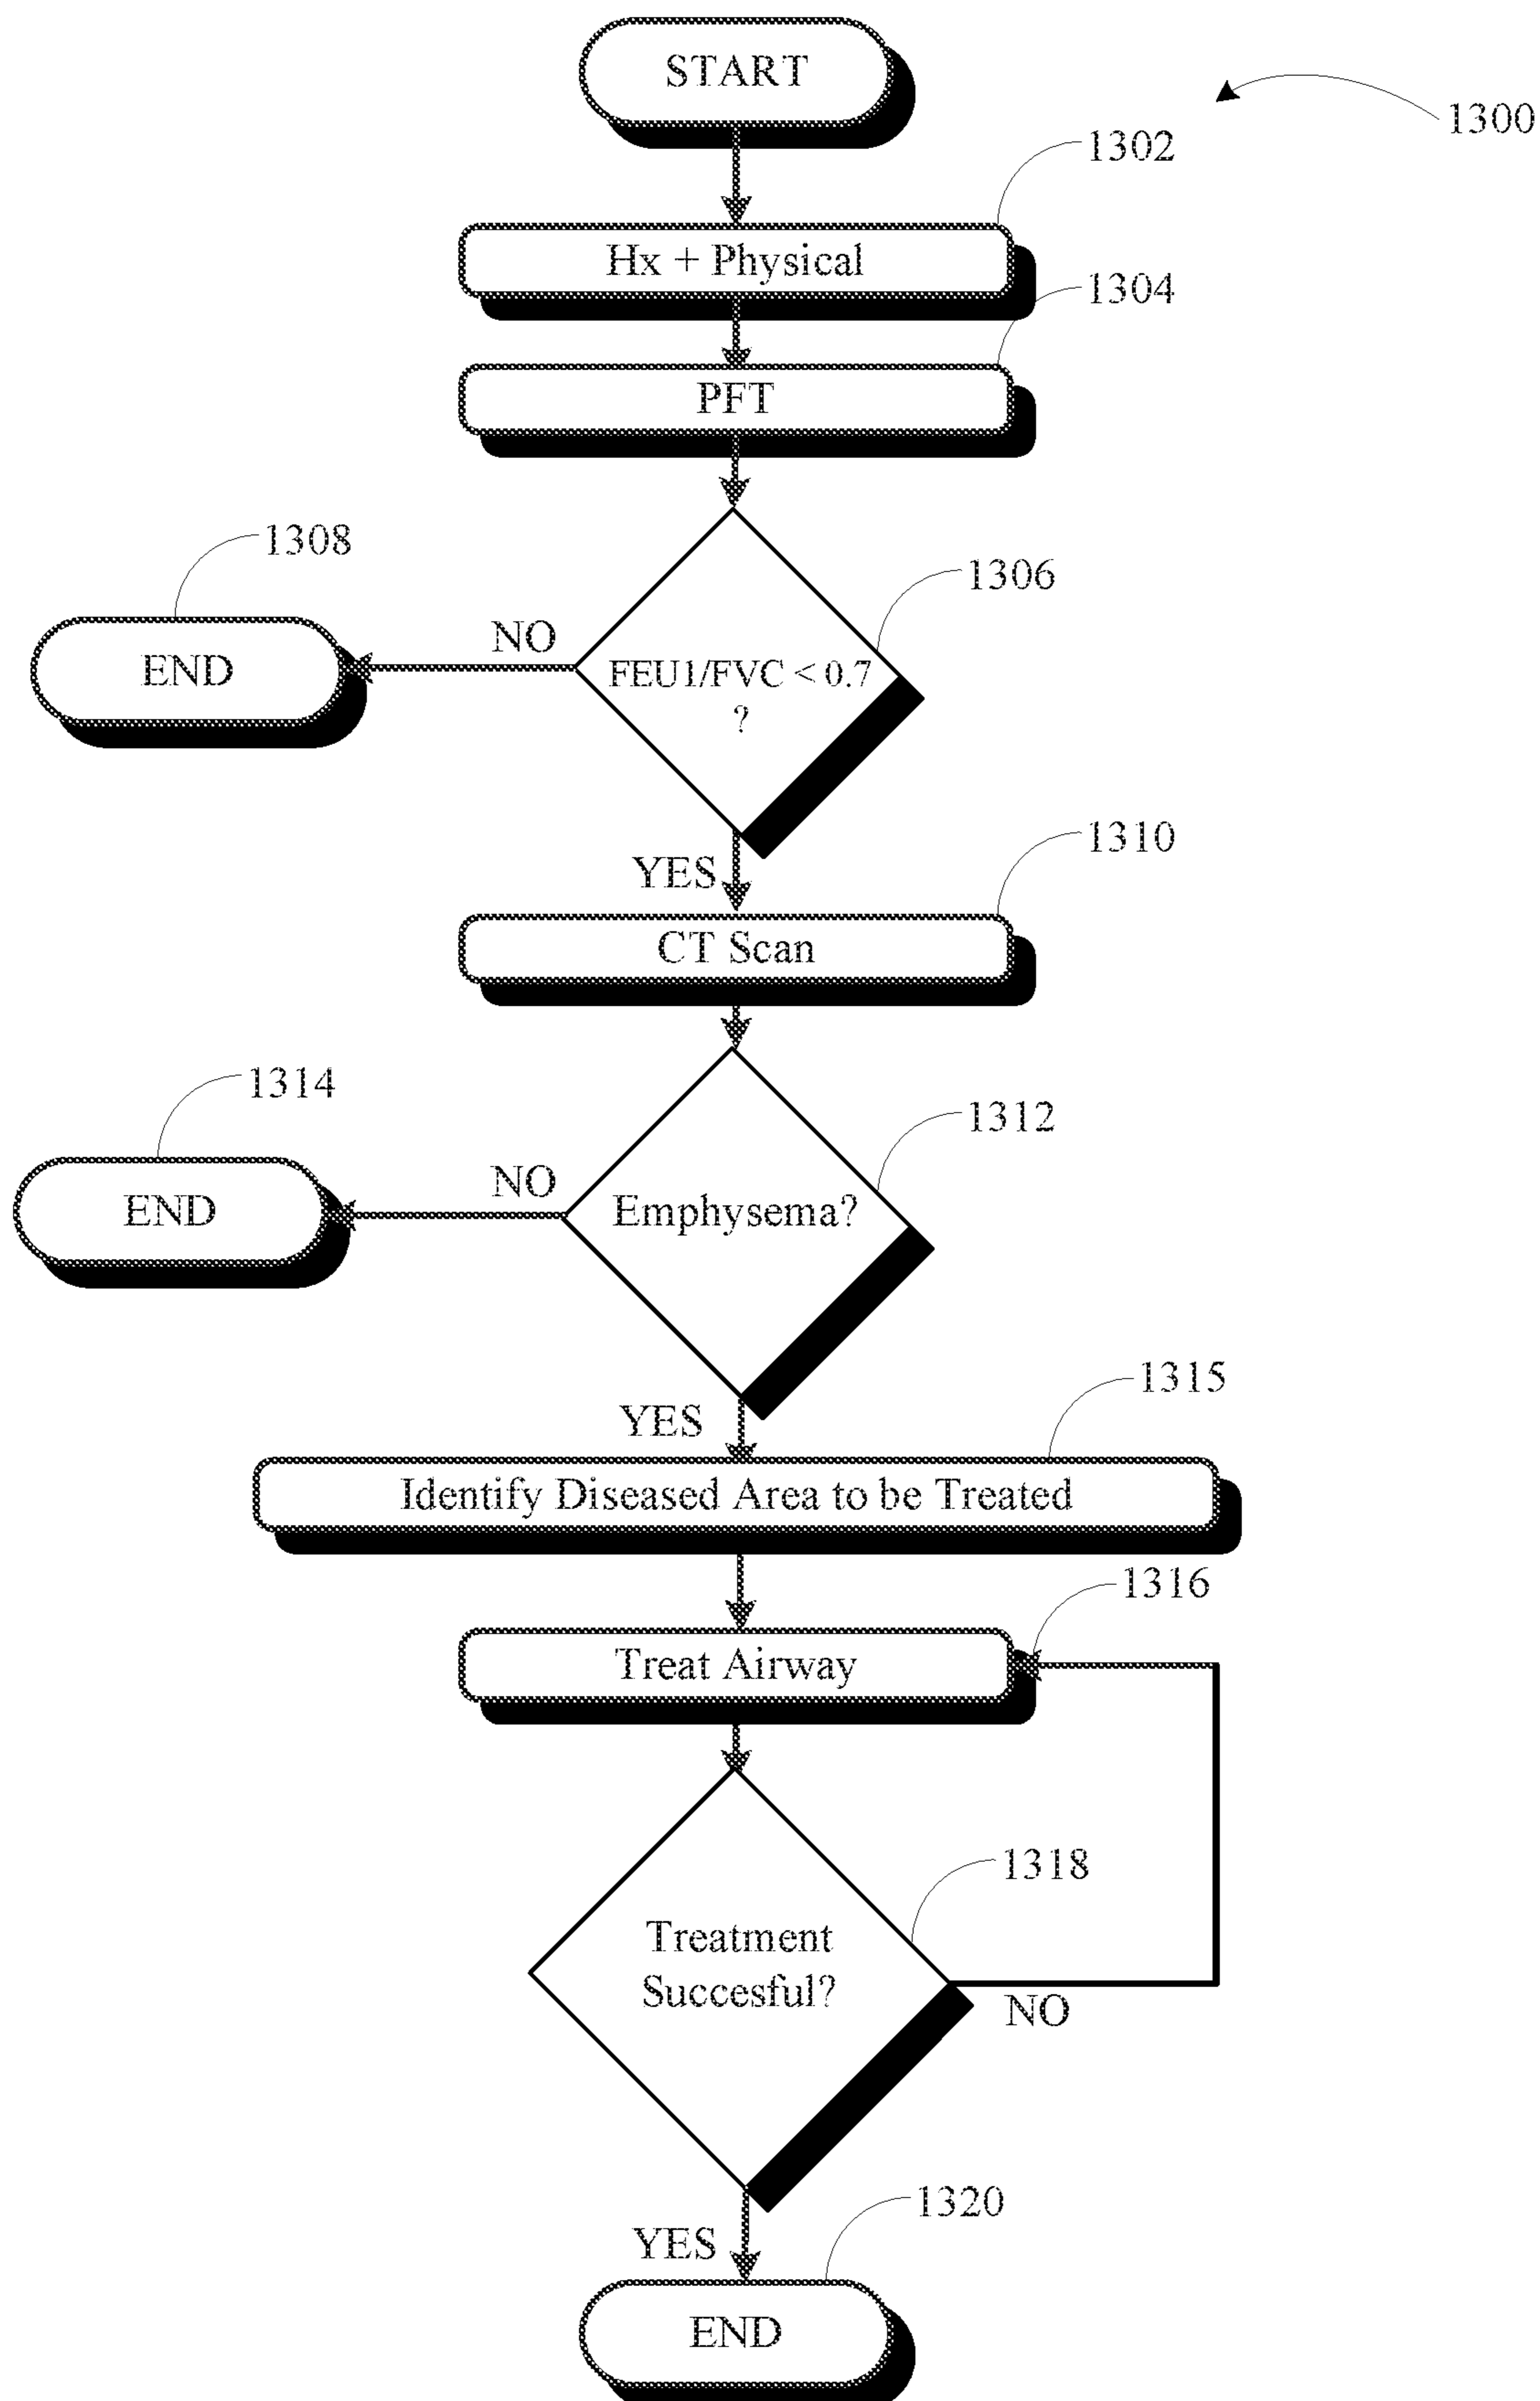 START
1300
1302
Hx + Physical
1304
PFT
1308
1306
NO
END
FEU1/FVC < 0.7
?
1310
YES
CT Scan
1314
1312
NO
END
Emphysema?
1315
YES
Identify Diseased Area to be Treated
1316
Treat Airway
1318
Treatment
Succesful?
NO
1320
YES
END